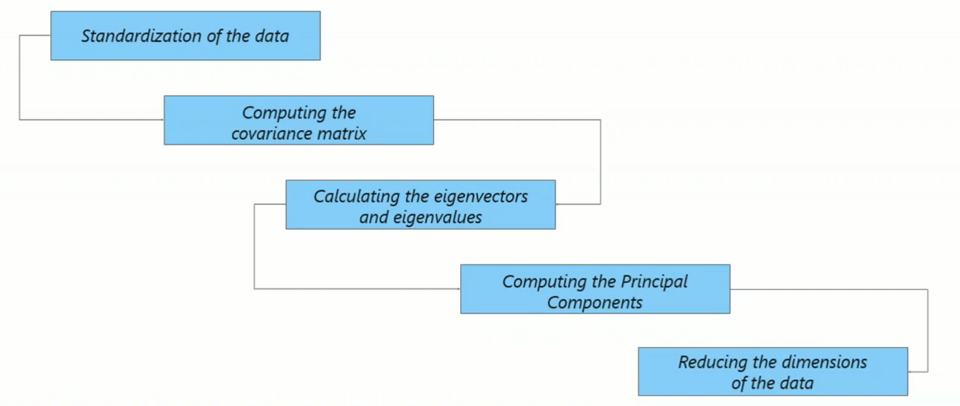 Standardization of the data
Computing the
covariance matrix
Calculating the eigenvectors
and eigenvalues
Computing the Principal
Components
Reducing the dimensions
of the data